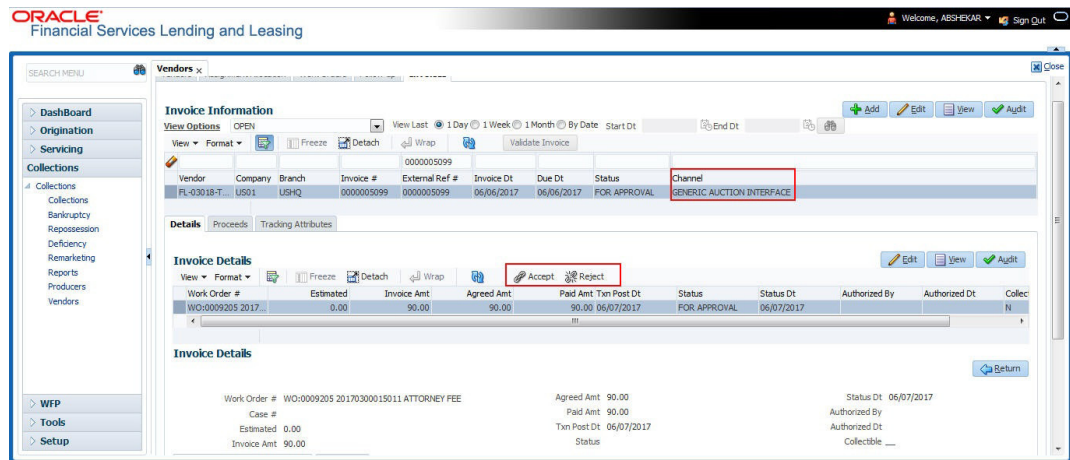 ORACLE®
Financial Services Lending and Leasing
Welcome, ABSHEKAR Sign Out
Close
SEARCH MENU
Vendors x
DashBoard
Origination
Servicing
Collections
Collections
Collections
Bankruptcy
Repossession
Deficiency
Remarketing
Reports
Producers
Vendors
WFP
Tools
Setup
Invoice Information
Add Edit View Audit
View Options OPEN View Last 1 Day 1 Week 1 Month By Date Start Dt End Dt
View Format Freeze Detach Wrap Validate Invoice
0000005099
Vendor Company Branch Invoice # External Ref # Invoice Dt Due Dt Status Channel
FL-03018-T... US01 USHQ 0000005099 0000005099 06/06/2017 06/06/2017 FOR APPROVAL GENERIC AUCTION INTERFACE
Details Proceeds Tracking Attributes
Invoice Details
Edit View Audit
View Format Freeze Detach Wrap Accept Reject
Work Order # Estimated Invoice Amt Agreed Amt Paid Amt Txn Post Dt Status Status Dt Authorized By Authorized Dt Collec
WO:0009205 2017... 0.00 90.00 90.00 90.00 06/07/2017 FOR APPROVAL 06/07/2017 N
Invoice Details
Return
Work Order # WO:0009205 20170300015011 ATTORNEY FEE Agreed Amt 90.00 Status Dt 06/07/2017
Case # Paid Amt 90.00 Authorized By
Estimated 0.00 Txn Post Dt 06/07/2017 Authorized Dt
Invoice Amt 90.00 Status Collectible